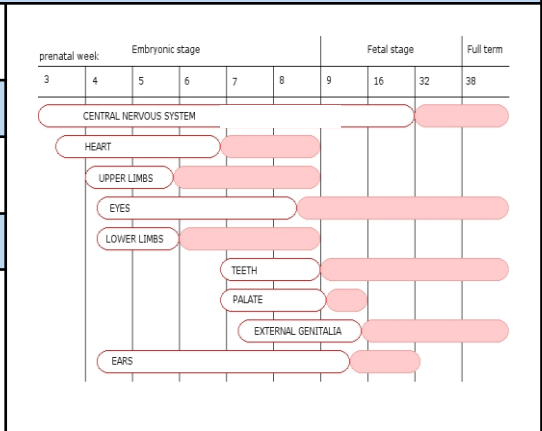 prenatal week Embryonic stage Fetal stage Full term
3 4 5 6 7 8 9 16 32 38
CENTRAL NERVOUS SYSTEM
HEART
UPPER LIMBS
EYES
LOWER LIMBS
TEETH
PALATE
EXTERNAL GENITALIA
EARS